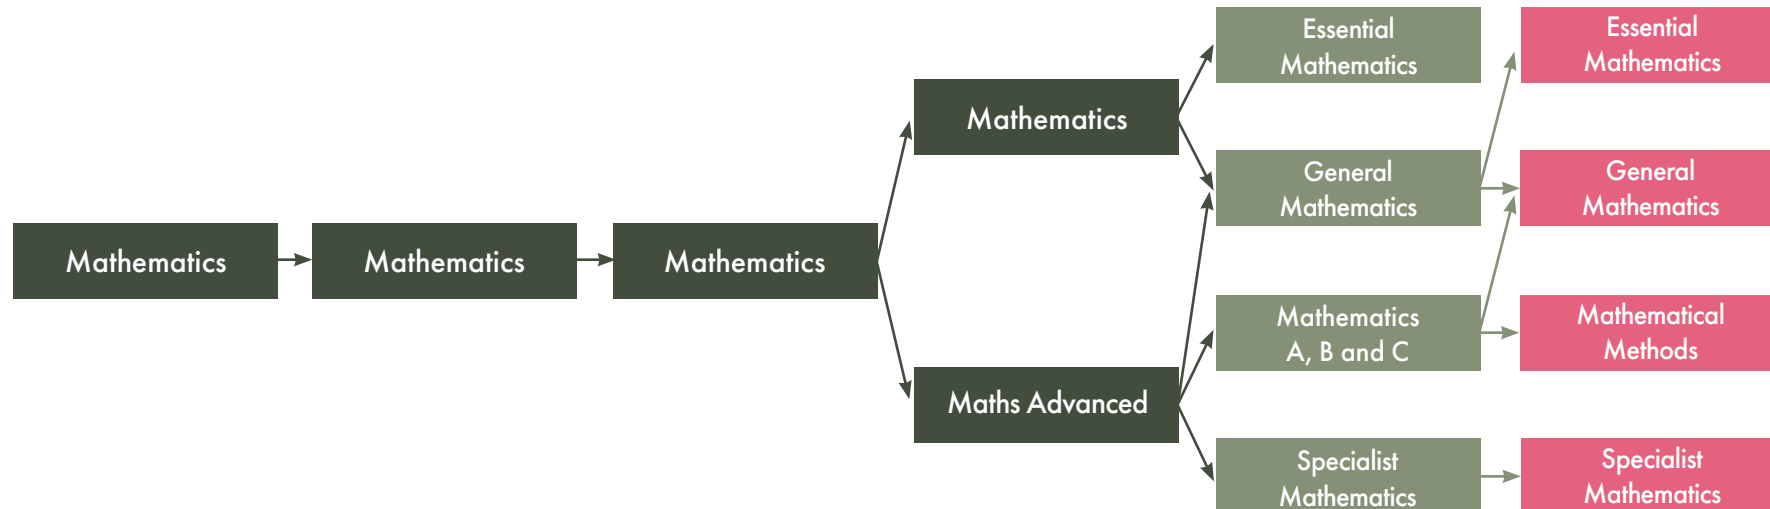 Mathematics
Mathematics
Mathematics
Mathematics
Maths Advanced
Essential
Mathematics
General
Mathematics
Mathematics
A, B and C
Specialist
Mathematics
Essential
Mathematics
General
Mathematics
Mathematical
Methods
Specialist
Mathematics